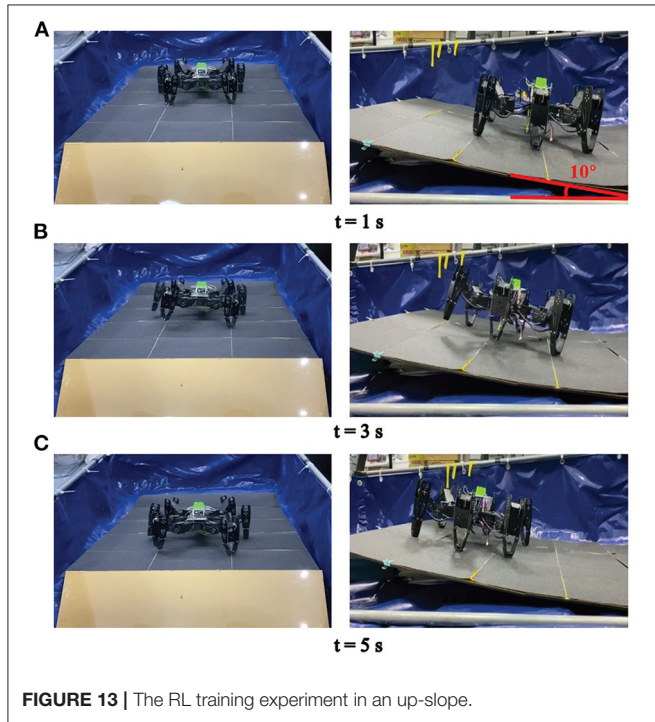 A
10°
t = 1 s
B
t = 3 s
C
t = 5 s
FIGURE 13 | The RL training experiment in an up-slope.